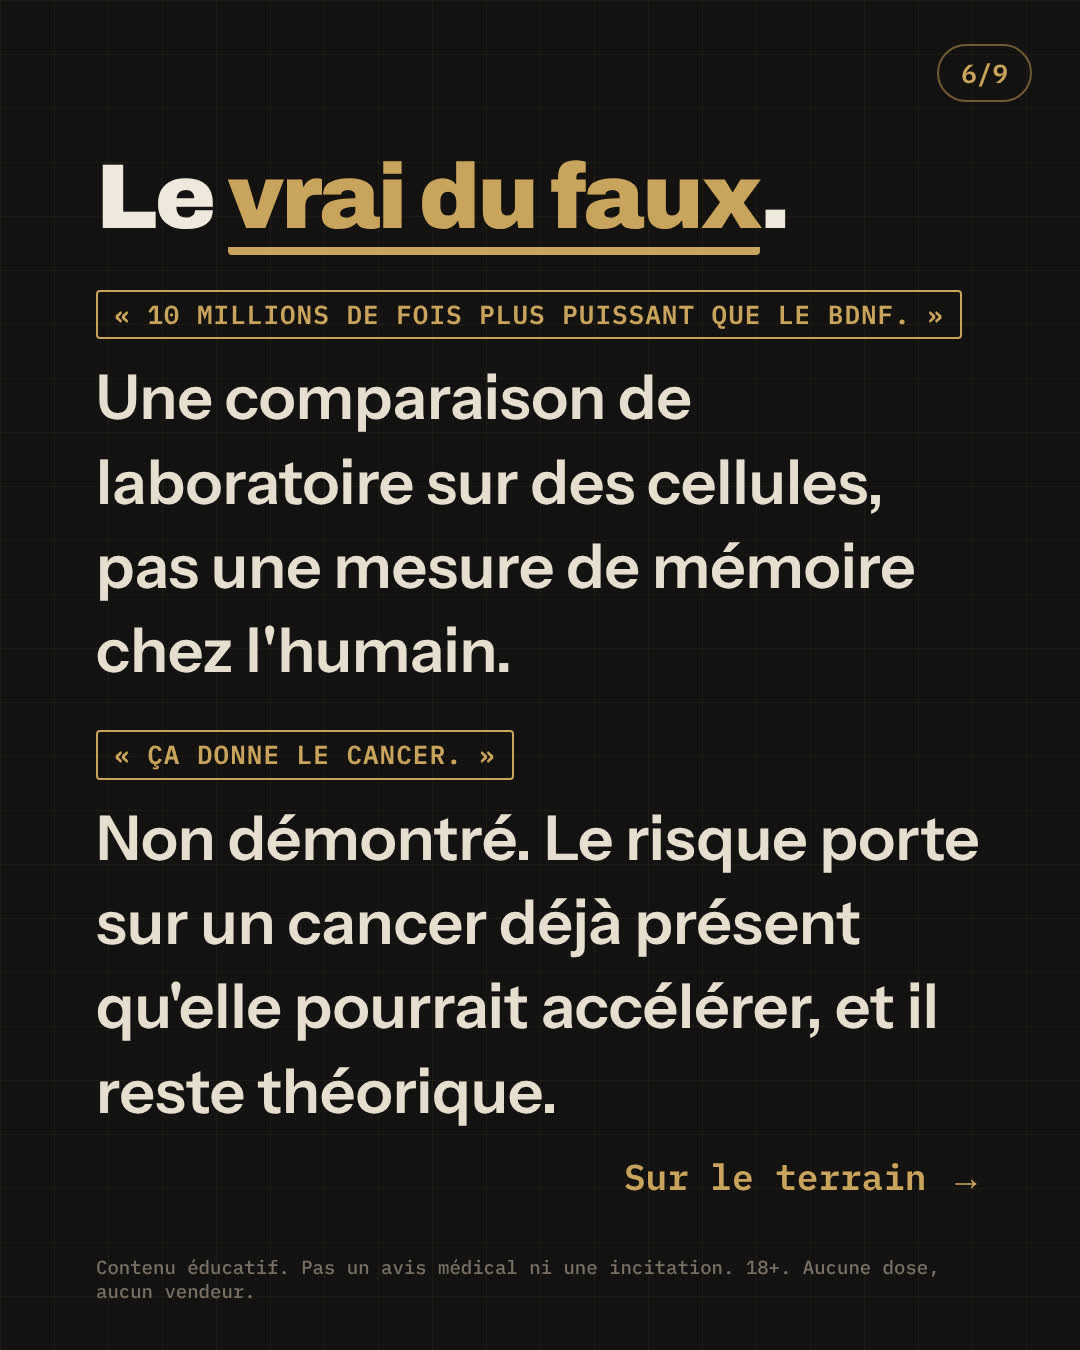 6/9
Le vrai du faux.
« 10 MILLIONS DE FOIS PLUS PUISSANT QUE LE BDNF. »
Une comparaison de
laboratoire sur des cellules,
pas une mesure de mémoire
chez l'humain.
« ÇA DONNE LE CANCER. »
Non démontré. Le risque porte
sur un cancer déjà présent
qu'elle pourrait accélérer, et il
reste théorique.
Sur le terrain →
Contenu éducatif. Pas un avis médical ni une incitation. 18+. Aucune dose,
aucun vendeur.